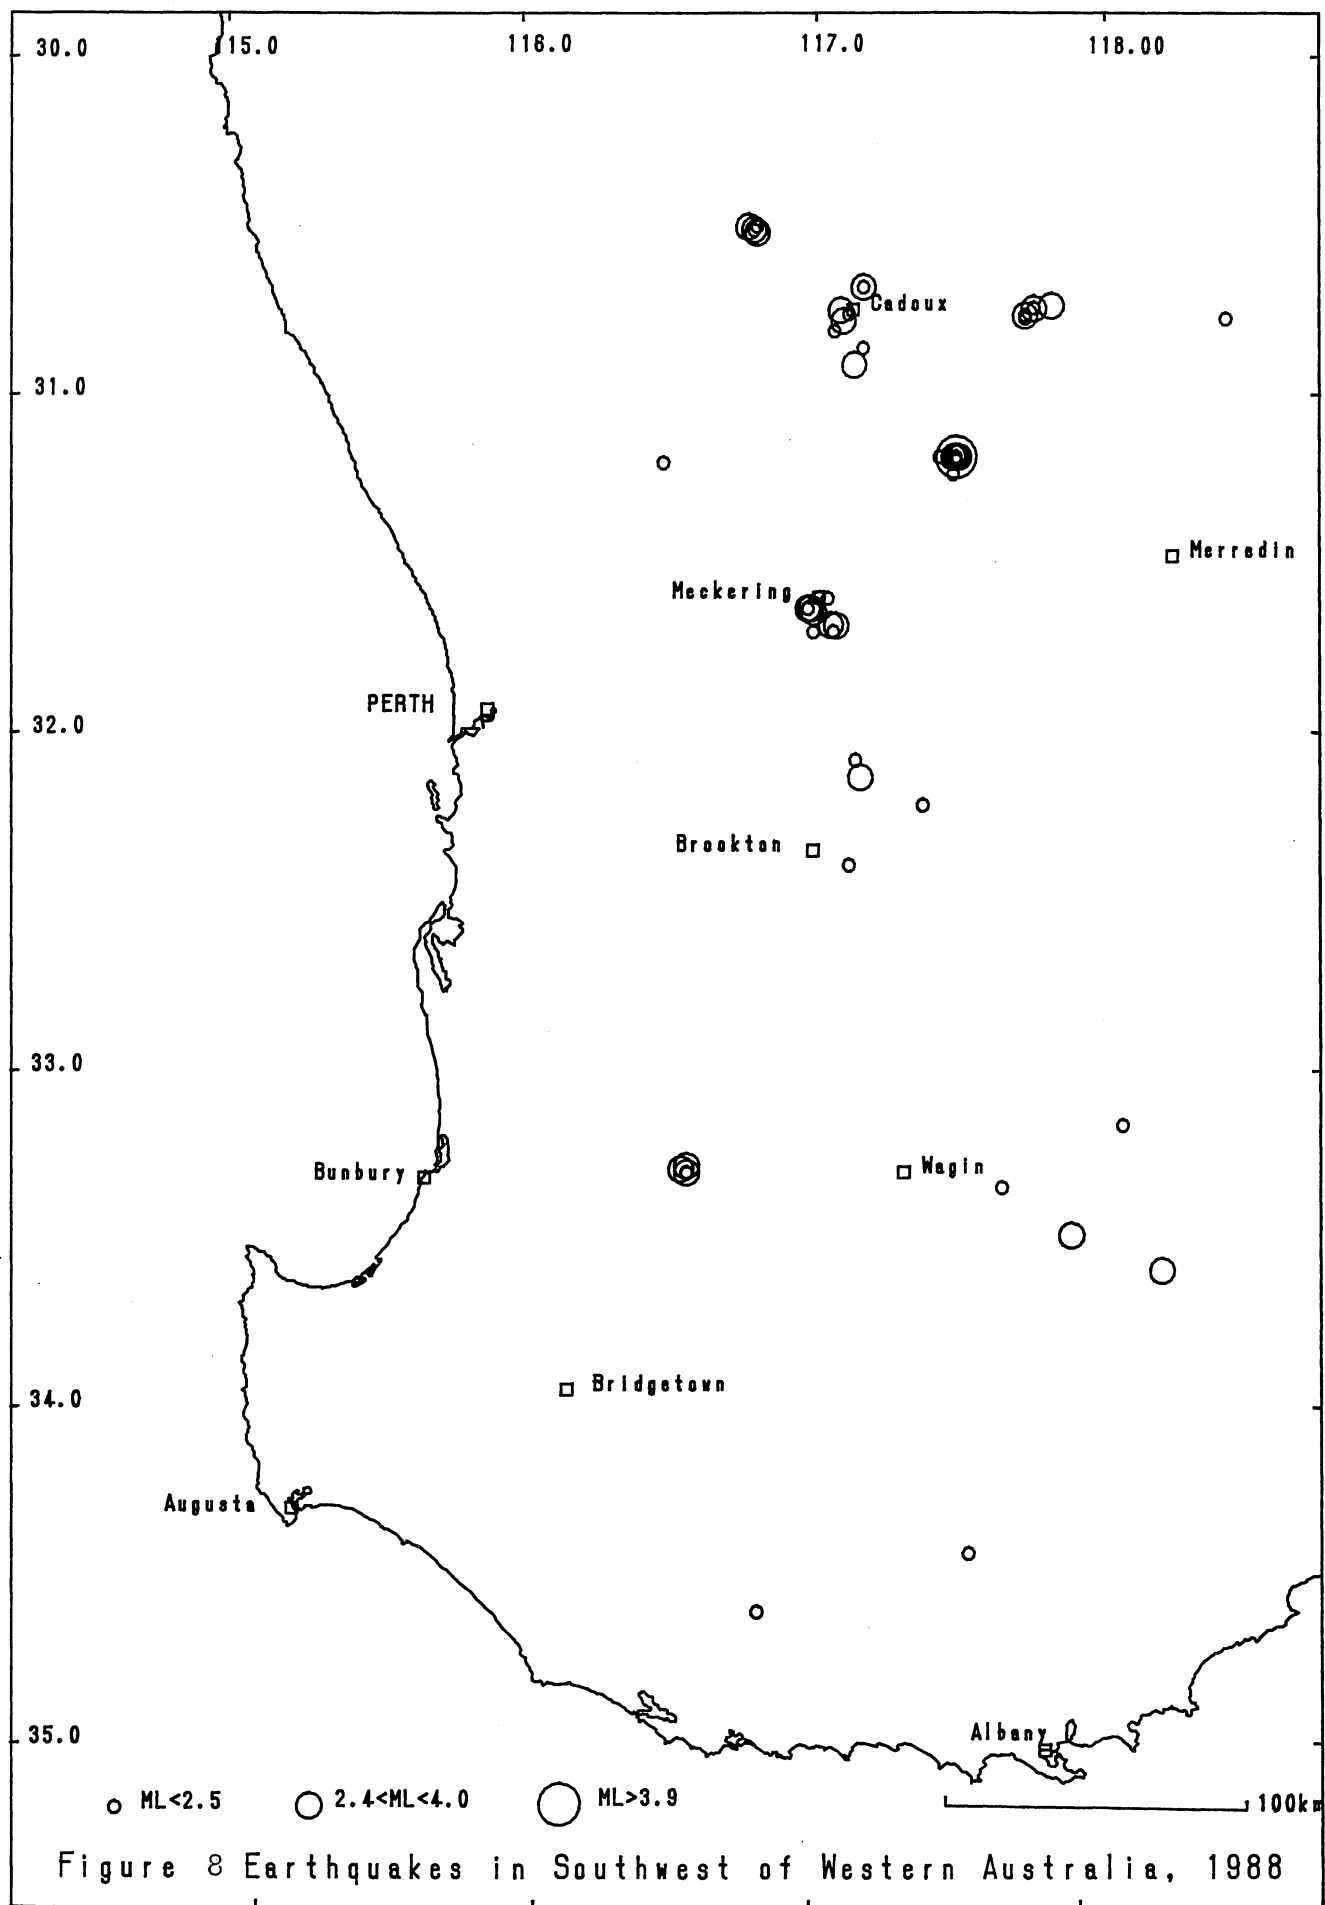 30.0
115.0
116.0
117.0
118.00
Cadoux
31.0
Merredin
Meckering
PERTH
32.0
Brookton
33.0
Bunbury
Wagin
34.0
Bridgetown
Augusta
35.0
Albany
ML<2.5
2.4<ML<4.0
ML>3.9
100km
Figure 8 Earthquakes in Southwest of Western Australia, 1988